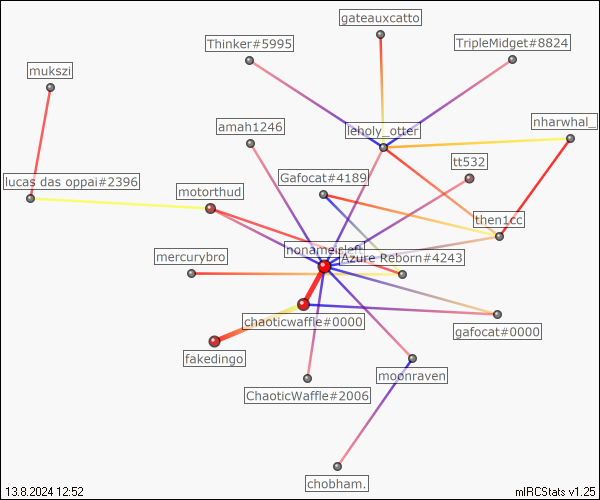 gateauxcatto
Thinker#5995
TripleMidget#8824
mukszi
nharwhal_
amah1246
leholy_otter
tt532
Gafocat#4189
lucas das oppai#2396
motorthud
then1cc
nonameisleft
mercurybro
Azure Reborn#4243
chaoticwaffle#0000
gafocat#0000
fakedingo
moonraven
ChaoticWaffle#2006
chobham.
13.8.2024 12:52
mIRCStats v1.25